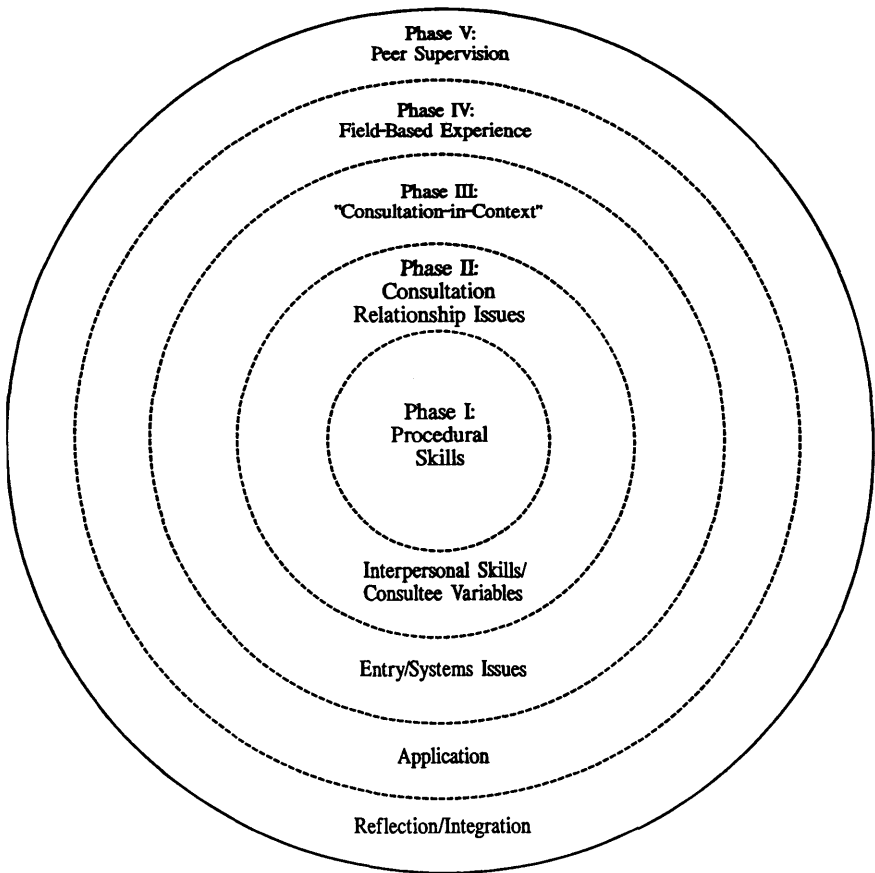 Phase V:
Peer Supervision
Phase IV:
Field-Based Experience
Phase III:
"Consultation-in-Context"
Phase II:
Consultation
Relationship Issues
Phase I:
Procedural
Skills
Interpersonal Skills/
Consultee Variables
Entry/Systems Issues
Application
Reflection/Integration